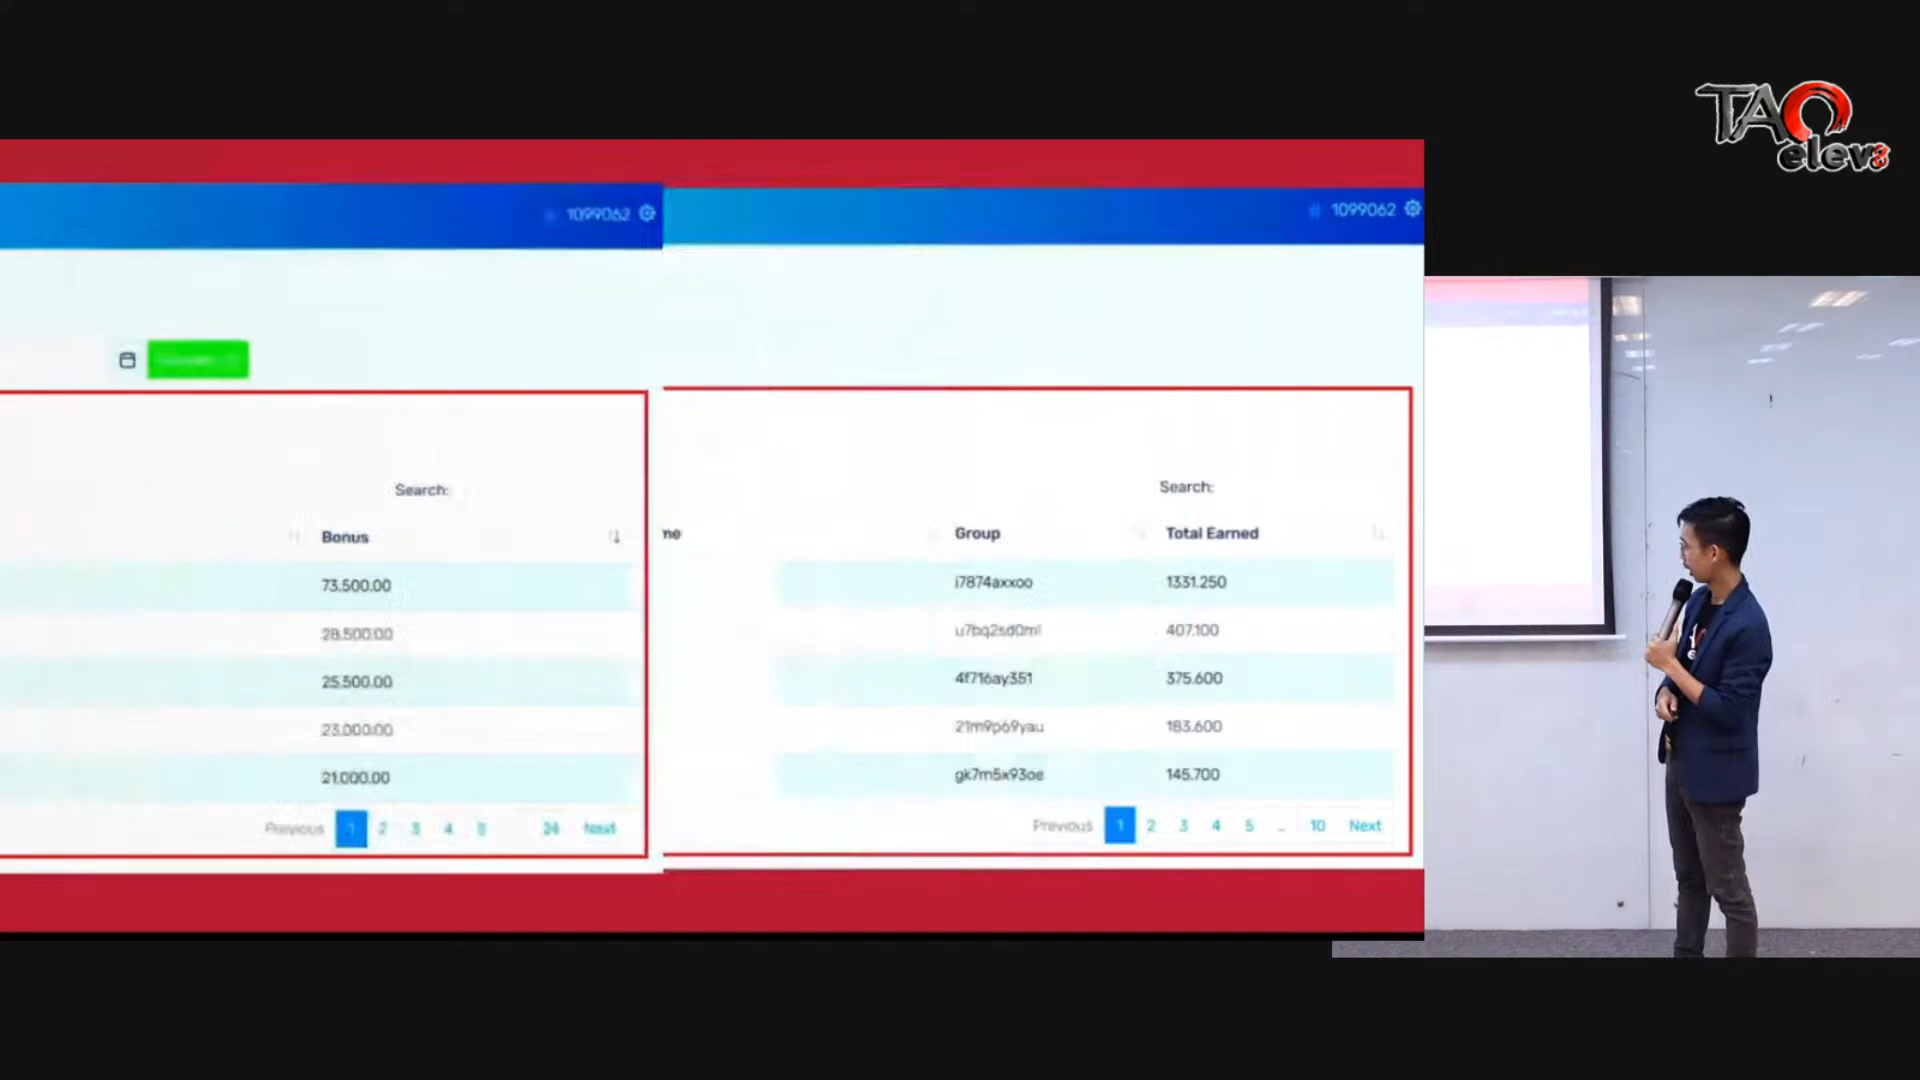 TAO
elev8
1099062
1099062
Search:
Bonus
73,500.00
28,500.00
25,500.00
23,000.00
21,000.00
Previous 1 2 3 4 5 24 Next
Search:
me Group Total Earned
i7874axxoo 1331.250
u7bq2sd0ml 407.100
4f716ay351 375.600
21m9p69yau 183.600
gk7m5x93oe 145.700
Previous 1 2 3 4 5 … 10 Next